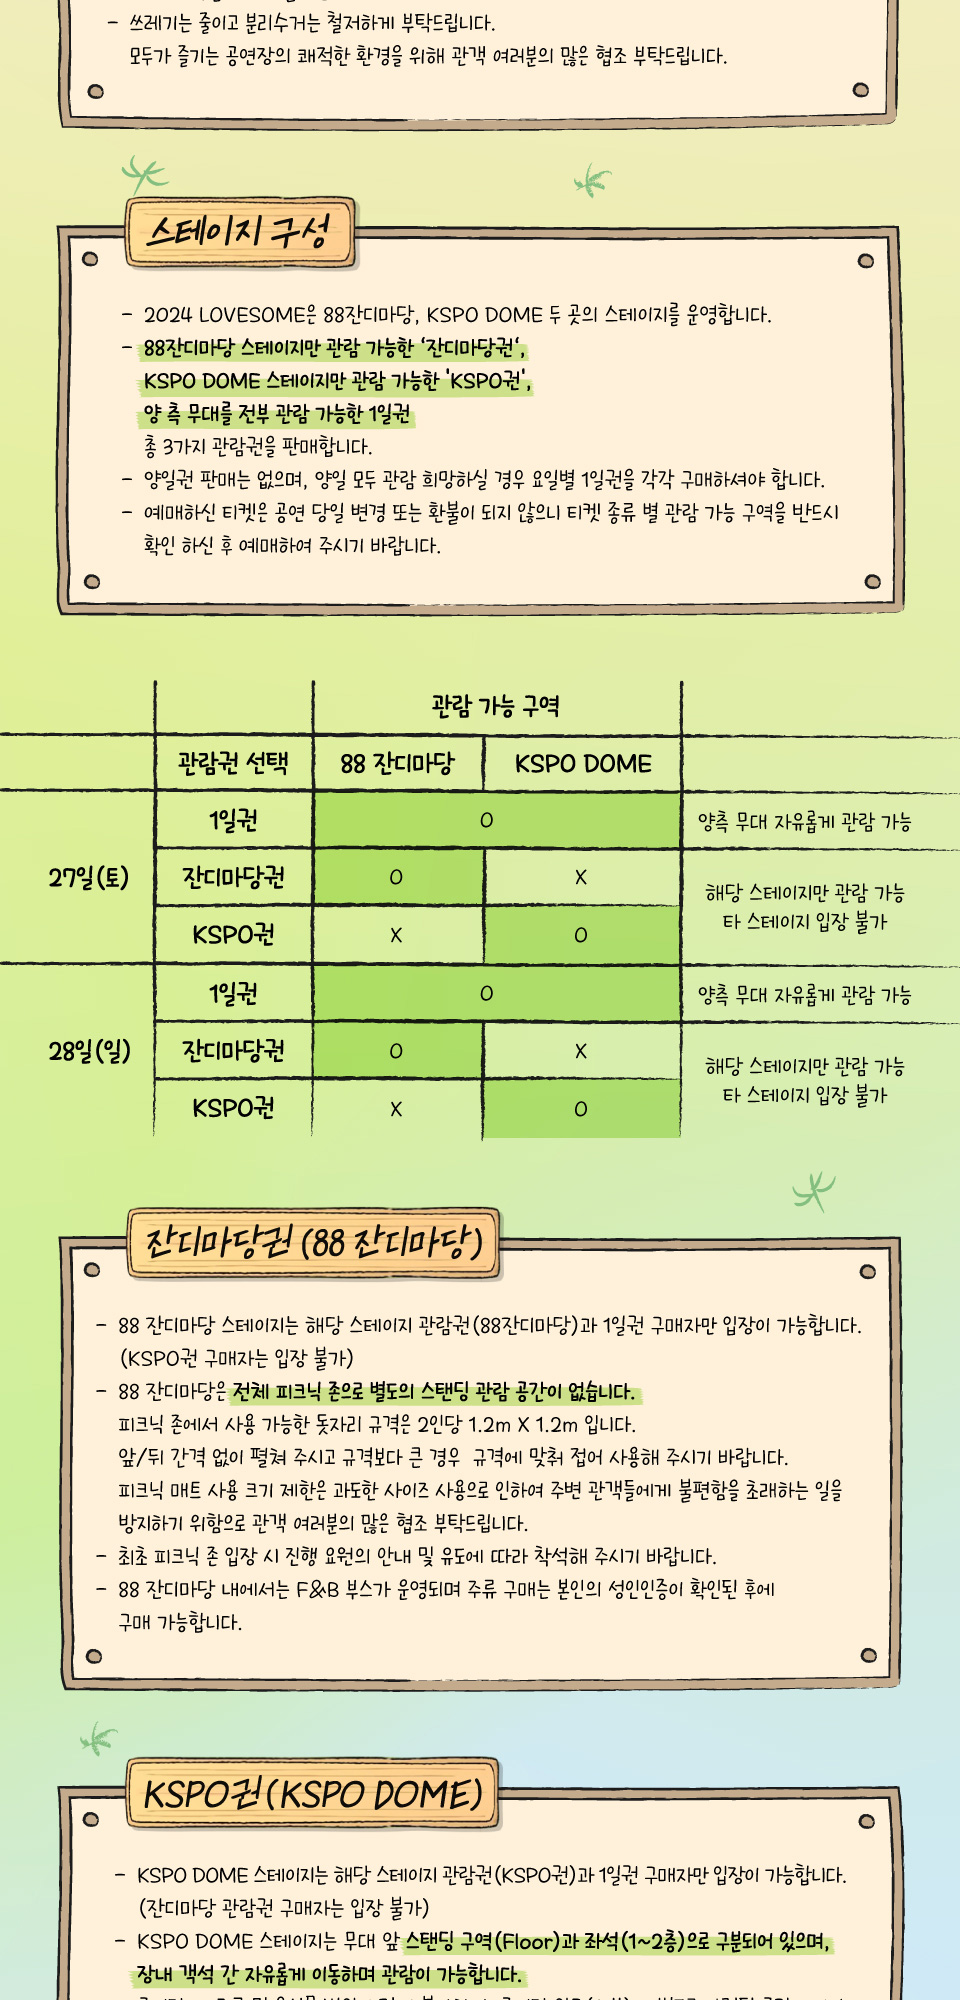 - 쓰레기는 줄이고 분리수거는 철저하게 부탁드립니다.
모두가 즐기는 공연장의 쾌적한 환경을 위해 관객 여러분의 많은 협조 부탁드립니다.
스테이지 구성
- 2024 LOVESOME은 88잔디마당, KSPO DOME 두 곳의 스테이지를 운영합니다.
- 88잔디마당 스테이지만 관람 가능한 ‘잔디마당권‘,
KSPO DOME 스테이지만 관람 가능한 'KSPO권',
양 측 무대를 전부 관람 가능한 1일권
총 3가지 관람권을 판매합니다.
- 양일권 판매는 없으며, 양일 모두 관람 희망하실 경우 요일별 1일권을 각각 구매하셔야 합니다.
- 예매하신 티켓은 공연 당일 변경 또는 환불이 되지 않으니 티켓 종류 별 관람 가능 구역을 반드시
확인 하신 후 예매하여 주시기 바랍니다.
관람 가능 구역
관람권 선택 88 잔디마당 KSPO DOME
27일(토)
1일권 O 양측 무대 자유롭게 관람 가능
잔디마당권 O X
해당 스테이지만 관람 가능
타 스테이지 입장 불가
KSPO권 X O
28일(일)
1일권 O 양측 무대 자유롭게 관람 가능
잔디마당권 O X
해당 스테이지만 관람 가능
타 스테이지 입장 불가
KSPO권 X O
잔디마당권 (88 잔디마당)
- 88 잔디마당 스테이지는 해당 스테이지 관람권(88잔디마당)과 1일권 구매자만 입장이 가능합니다.
(KSPO권 구매자는 입장 불가)
- 88 잔디마당은 전체 피크닉 존으로 별도의 스탠딩 관람 공간이 없습니다.
피크닉 존에서 사용 가능한 돗자리 규격은 2인당 1.2m X 1.2m 입니다.
앞/뒤 간격 없이 펼쳐 주시고 규격보다 큰 경우 규격에 맞춰 접어 사용해 주시기 바랍니다.
피크닉 매트 사용 크기 제한은 과도한 사이즈 사용으로 인하여 주변 관객들에게 불편함을 초래하는 일을
방지하기 위함으로 관객 여러분의 많은 협조 부탁드립니다.
- 최초 피크닉 존 입장 시 진행 요원의 안내 및 유도에 따라 착석해 주시기 바랍니다.
- 88 잔디마당 내에서는 F&B 부스가 운영되며 주류 구매는 본인의 성인인증이 확인된 후에
구매 가능합니다.
KSPO권(KSPO DOME)
- KSPO DOME 스테이지는 해당 스테이지 관람권(KSPO권)과 1일권 구매자만 입장이 가능합니다.
(잔디마당 관람권 구매자는 입장 불가)
- KSPO DOME 스테이지는 무대 앞 스탠딩 구역(Floor)과 좌석(1~2층)으로 구분되어 있으며,
장내 객석 간 자유롭게 이동하며 관람이 가능합니다.